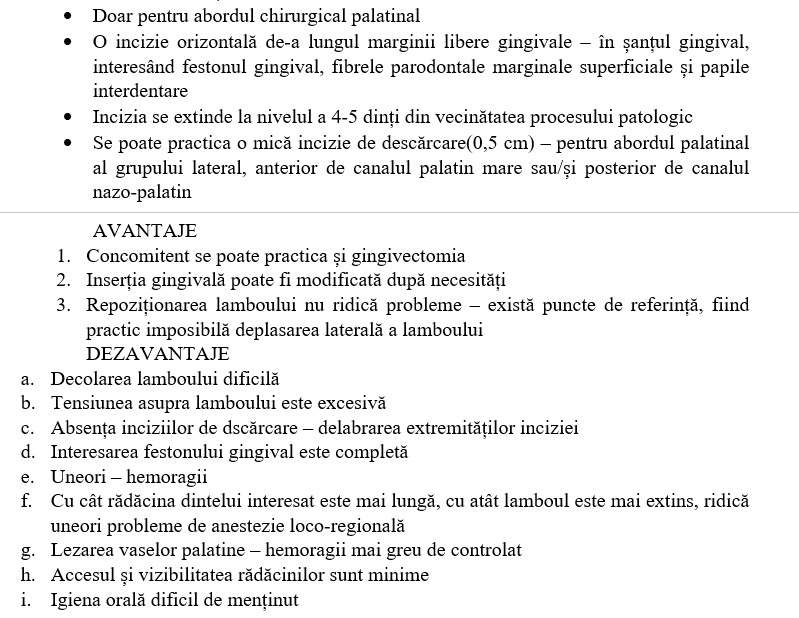 • Doar pentru abordul chirurgical palatinal
• O incizie orizontală de-a lungul marginii libere gingivale – în șanțul gingival,
interesând festonul gingival, fibrele parodontale marginale superficiale și papile
interdentare
• Incizia se extinde la nivelul a 4-5 dinți din vecinătatea procesului patologic
• Se poate practica o mică incizie de descărcare(0,5 cm) – pentru abordul palatinal
al grupului lateral, anterior de canalul palatin mare sau/și posterior de canalul
nazo-palatin
AVANTAJE
1. Concomitent se poate practica și gingivectomia
2. Inserția gingivală poate fi modificată după necesități
3. Repoziționarea lamboului nu ridică probleme – există puncte de referință, fiind
practic imposibilă deplasarea laterală a lamboului
DEZAVANTAJE
a. Decolarea lamboului dificilă
b. Tensiunea asupra lamboului este excesivă
c. Absența inciziilor de dscărcare – delabrarea extremităților inciziei
d. Interesarea festonului gingival este completă
e. Uneori – hemoragii
f. Cu cât rădăcina dintelui interesat este mai lungă, cu atât lamboul este mai extins, ridică
uneori probleme de anestezie loco-regională
g. Lezarea vaselor palatine – hemoragii mai greu de controlat
h. Accesul și vizibilitatea rădăcinilor sunt minime
i. Igiena orală dificil de menținut